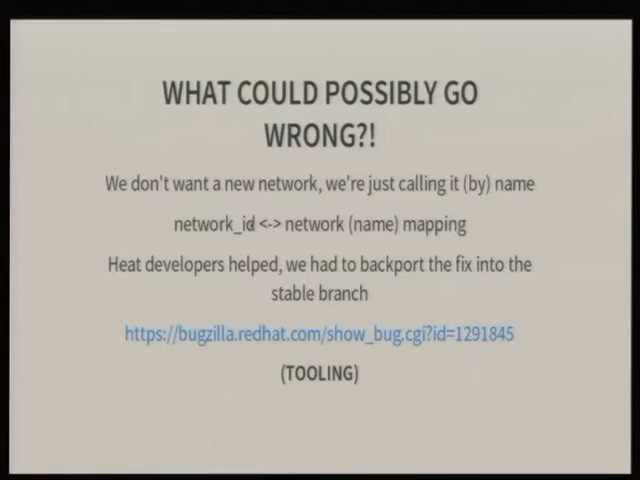 WHAT COULD POSSIBLY GO
WRONG?!
We don't want a new network, we're just calling it (by) name
network_id <-> network (name) mapping
Heat developers helped, we had to backport the fix into the
stable branch
https://bugzilla.redhat.com/show_bug.cgi?id=1291845
(TOOLING)